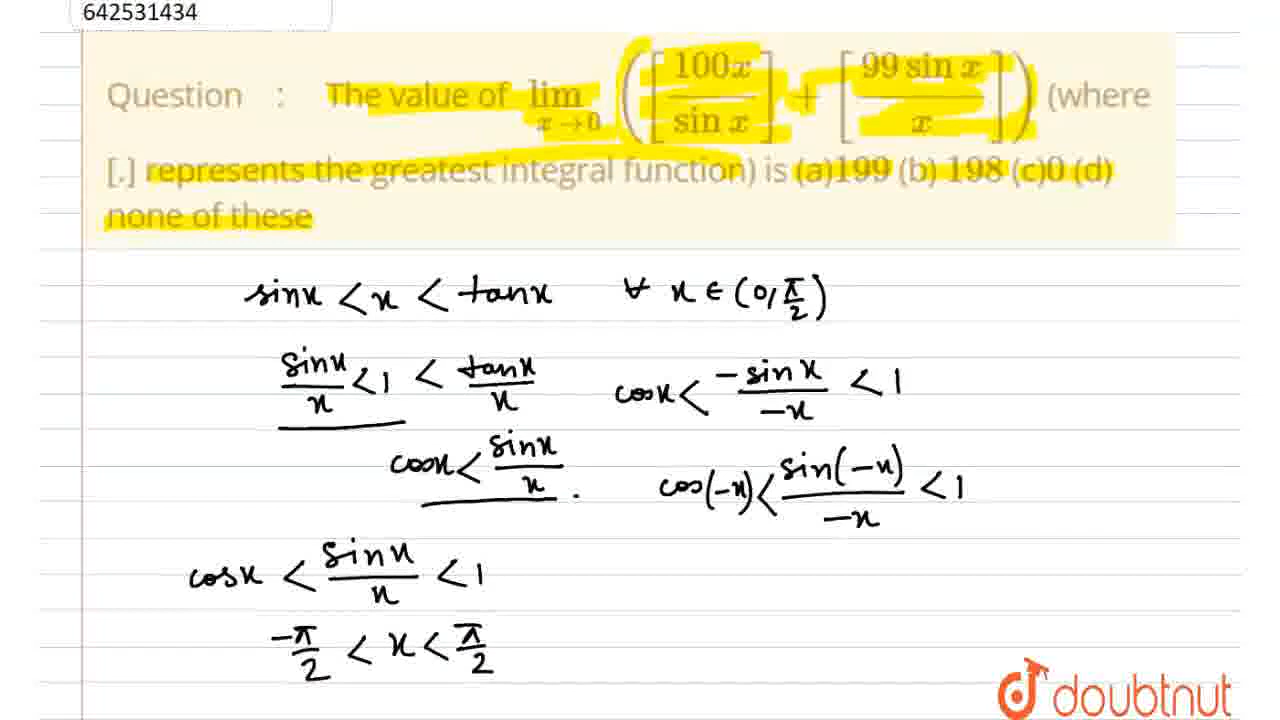 642531434
Question : The value of lim x→0 ([100x / sin x] + [99 sin x / x]) (where
[.] represents the greatest integral function) is (a)199 (b) 198 (c)0 (d)
none of these
sinx < x < tanx ∀ x ∈ (0, π/2)
sinx/x < 1 < tanx/x
cosx < -sinx/-x < 1
cosx < sinx/x .
cos(-x) < sin(-x)/-x < 1
cosx < sinx/x < 1
-π/2 < x < π/2
doubtnut